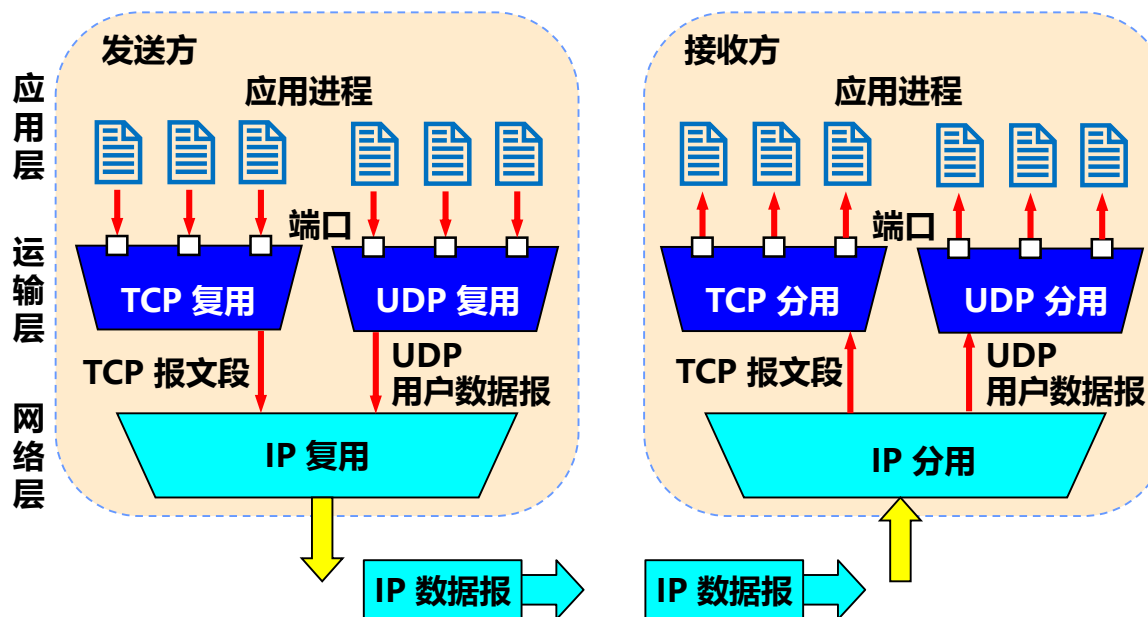 发送方
接收方
应用进程
应用进程
应用层
端口
端口
运输层
TCP 复用
UDP 复用
TCP 分用
UDP 分用
TCP 报文段
UDP
用户数据报
TCP 报文段
UDP
用户数据报
网络层
IP 复用
IP 分用
IP 数据报
IP 数据报